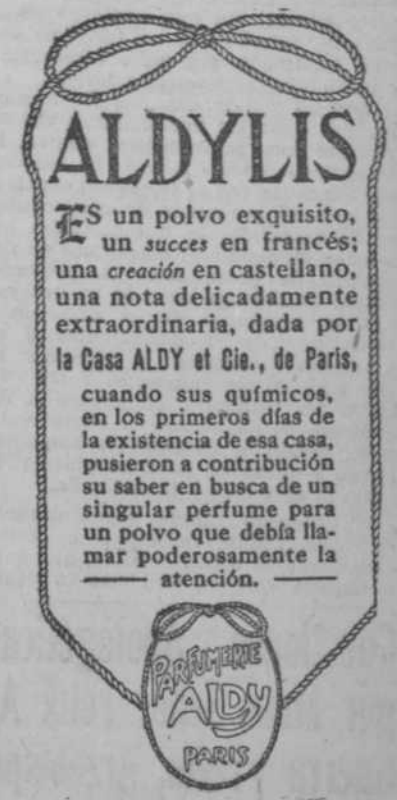 ALDYLIS
ES un polvo exquisito,
un succes en francés;
una creación en castellano,
una nota delicadamente
extraordinaria, dada por
la Casa ALDY et Cie., de Paris,
cuando sus químicos,
en los primeros días de
la existencia de esa casa,
pusieron a contribución
su saber en busca de un
singular perfume para
un polvo que debía lla-
mar poderosamente la
atención.
PARFUMERIE
ALDY
PARIS